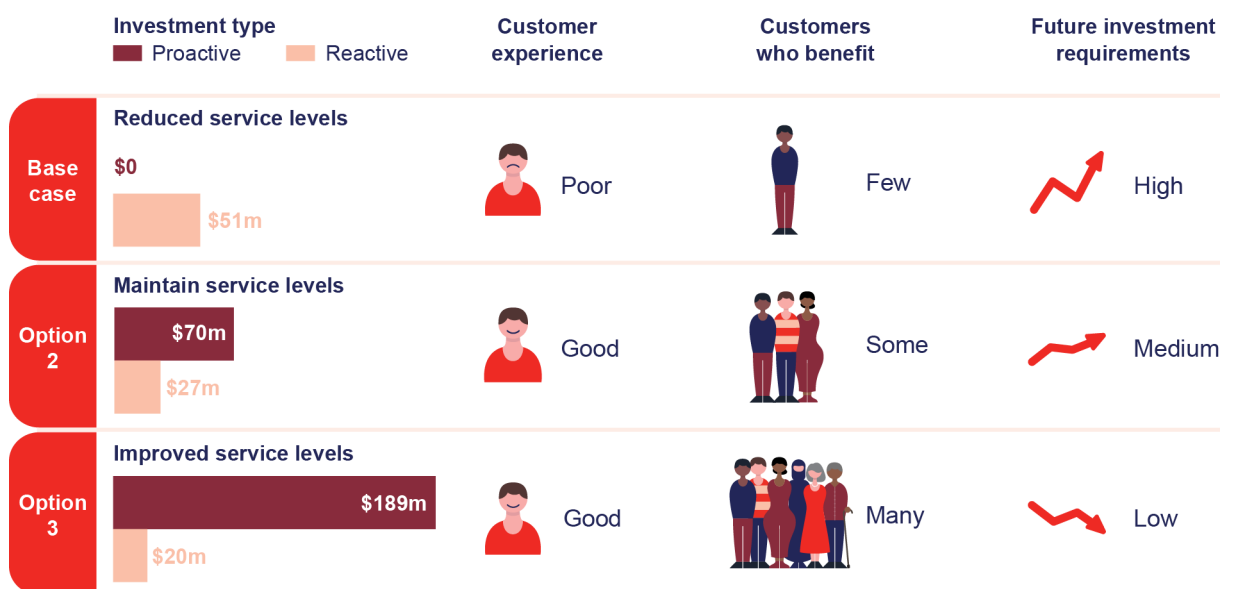 Investment type
Proactive
Reactive
Customer
experience
Customers
who benefit
Future investment
requirements
Base
case
Reduced service levels
$0
$51m
Poor
Few
High
Option
2
Maintain service levels
$70m
$27m
Good
Some
Medium
Option
3
Improved service levels
$189m
$20m
Good
Many
Low